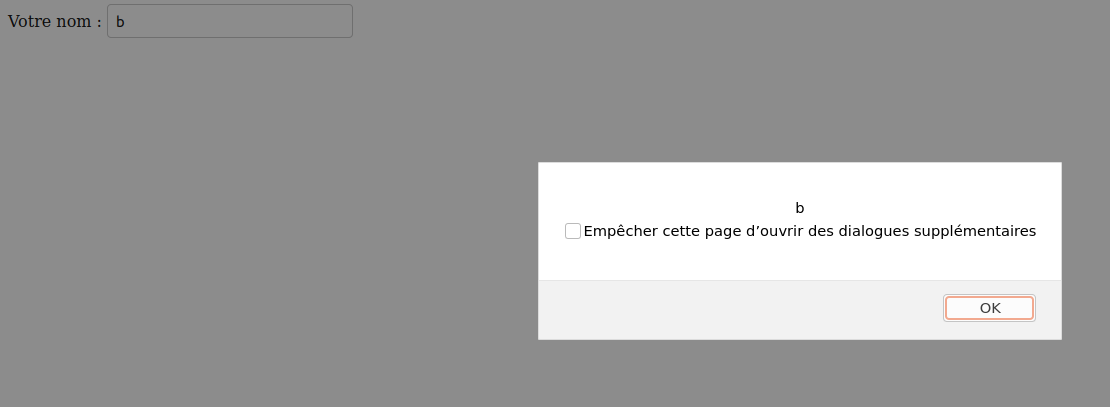 Votre nom : b
b
Empêcher cette page d’ouvrir des dialogues supplémentaires
OK